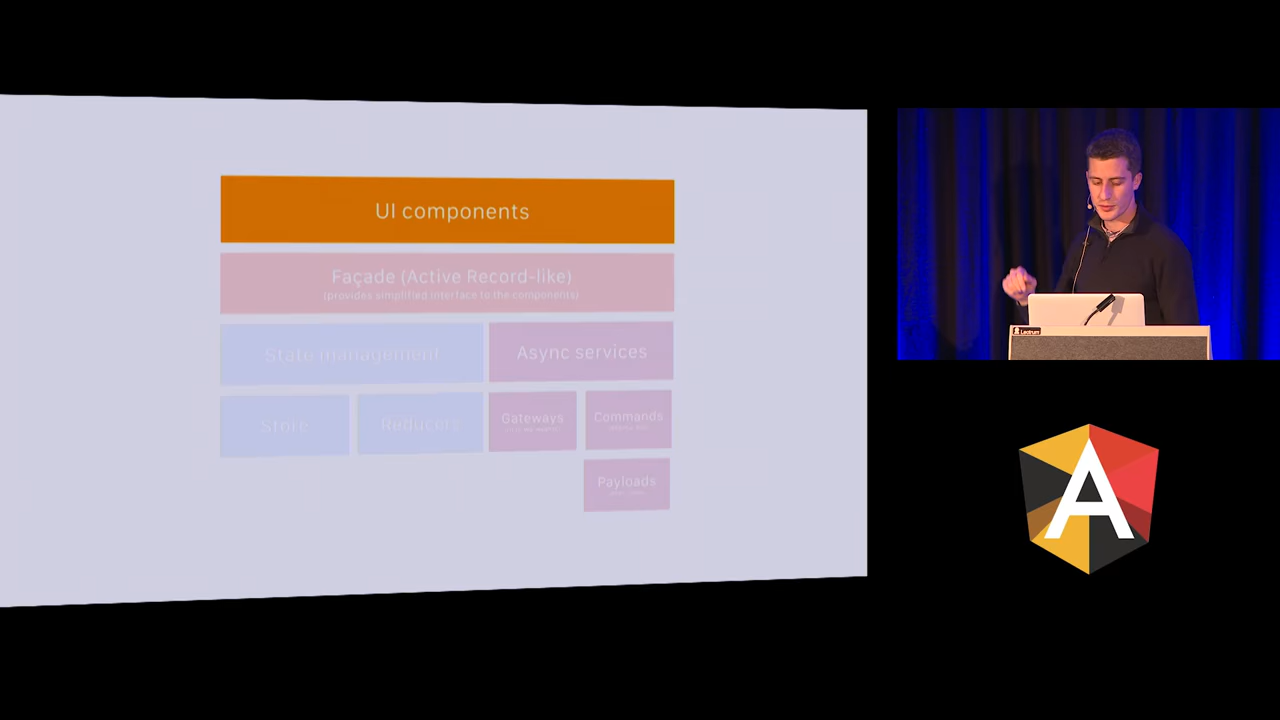 UI components
Façade (Active Record-like)
(provides simplified interface to the components)
State management
Async services
Store
Reducers
Gateways
Commands
Payloads
Lectrum
A